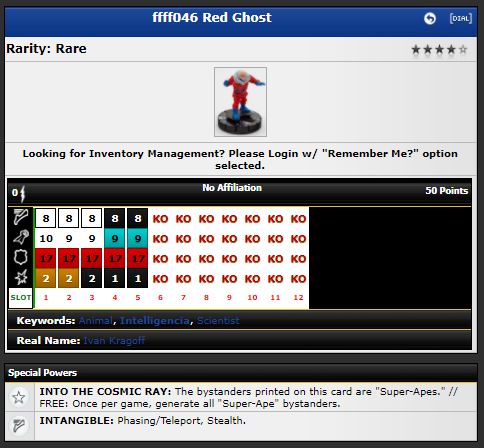 ffff046 Red Ghost
[DIAL]
Rarity: Rare
Looking for Inventory Management? Please Login w/ "Remember Me?" option
selected.
0 No Affiliation 50 Points
8 8 8 8 8 KO KO KO KO KO KO KO
10 9 9 9 9 KO KO KO KO KO KO KO
17 17 17 17 17 KO KO KO KO KO KO KO
2 2 2 1 1 KO KO KO KO KO KO KO
SLOT 1 2 3 4 5 6 7 8 9 10 11 12
Keywords: Animal, Intelligencia, Scientist
Real Name: Ivan Kragoff
Special Powers
INTO THE COSMIC RAY: The bystanders printed on this card are "Super-Apes." //
FREE: Once per game, generate all "Super-Ape" bystanders.
INTANGIBLE: Phasing/Teleport, Stealth.